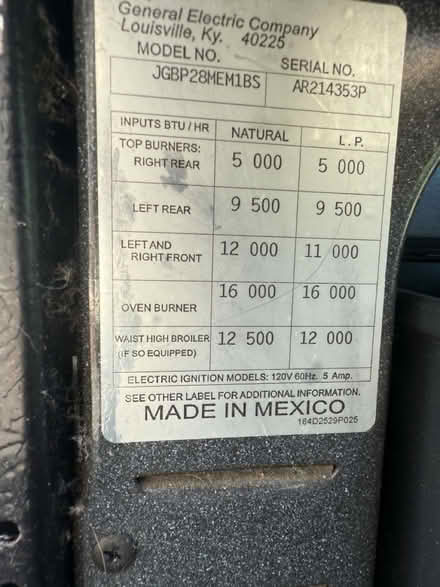 General Electric Company
Louisville, Ky. 40225
MODEL NO. SERIAL NO.
JGBP28MEM1BS AR214353P
INPUTS BTU / HR NATURAL L.P.
TOP BURNERS:
RIGHT REAR 5 000 5 000
LEFT REAR 9 500 9 500
LEFT AND
RIGHT FRONT 12 000 11 000
OVEN BURNER 16 000 16 000
WAIST HIGH BROILER 12 500 12 000
(IF SO EQUIPPED)
ELECTRIC IGNITION MODELS: 120V 60Hz. 5 Amp.
SEE OTHER LABEL FOR ADDITIONAL INFORMATION.
MADE IN MEXICO
164D2529P025